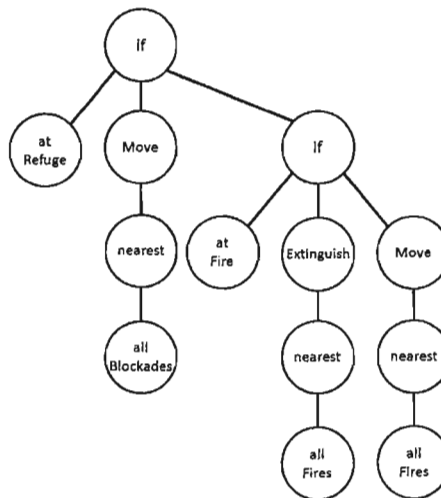 if
at
Refuge
Move
if
nearest
at
Fire
Extinguish
Move
all
Blockades
nearest
nearest
all
Fires
all
Fires